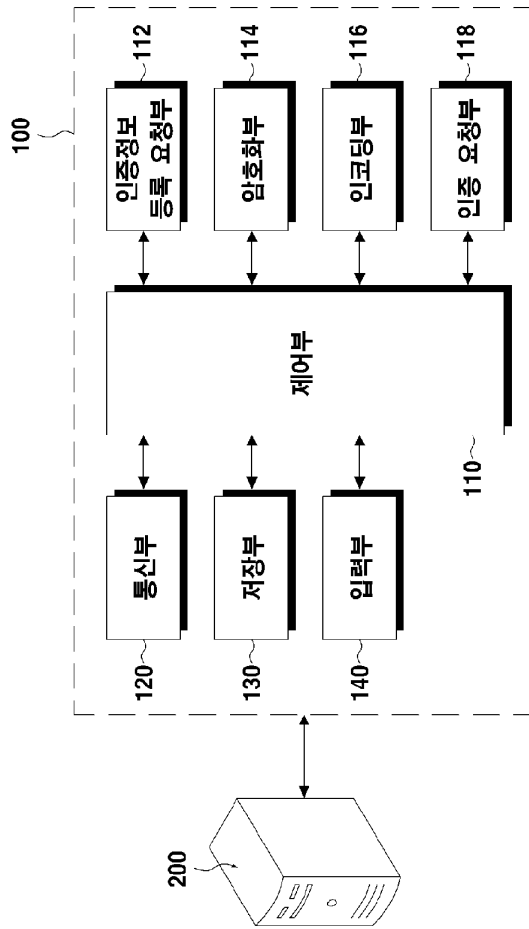 100
통신부
120
저장부
130
입력부
140
제어부
110
인증정보
등록 요청부
112
암호화부
114
인코딩부
116
인증 요청부
118
200